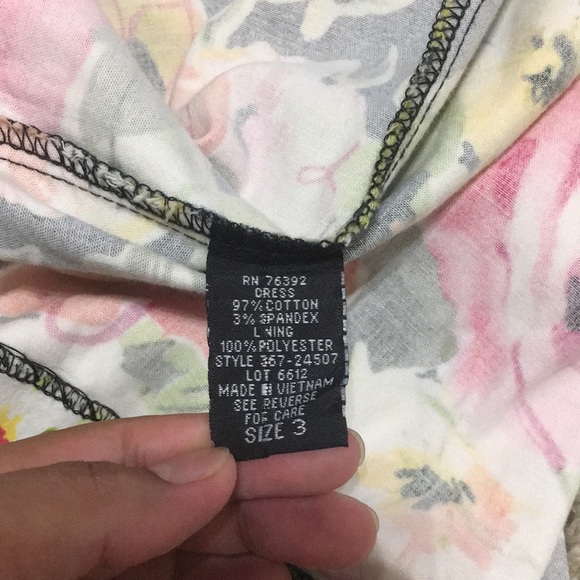 RN 76392
DRESS
97% COTTON
3% SPANDEX
LINING
100% POLYESTER
STYLE 367-24507
LOT 6612
MADE IN VIETNAM
SEE REVERSE
FOR CARE
SIZE 3